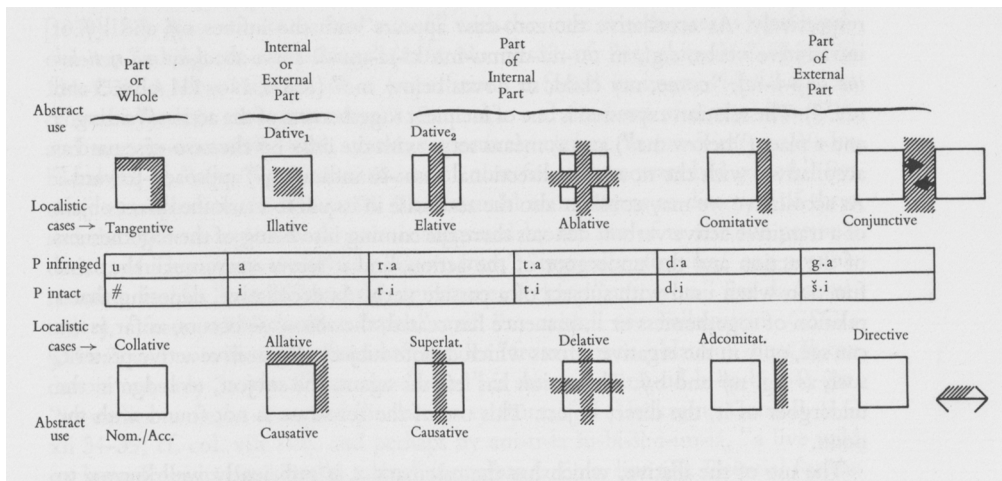 Part
or
Whole
Internal
or
External
Part
Part
of
Internal
Part
Part
of
External
Part
Abstract
use
Dative₁ Dative₂
Localistic
cases → Tangentive Illative Elative Ablative Comitative Conjunctive
P infringed u a r.a t.a d.a g.a
P intact # i r.i t.i d.i š.i
Localistic
cases → Collative Allative Superlat. Delative Adcomitat. Directive
Abstract
use Nom./Acc. Causative Causative